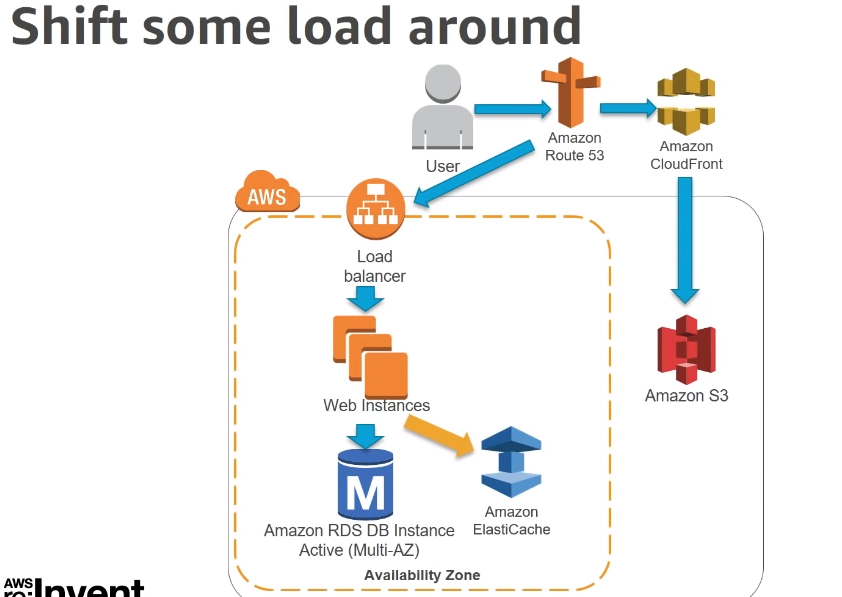 Shift some load around
User
Amazon
Route 53
Amazon
CloudFront
AWS
Load
balancer
Web Instances
Amazon S3
M
Amazon
ElastiCache
Amazon RDS DB Instance
Active (Multi-AZ)
Availability Zone
AWS
re:Invent